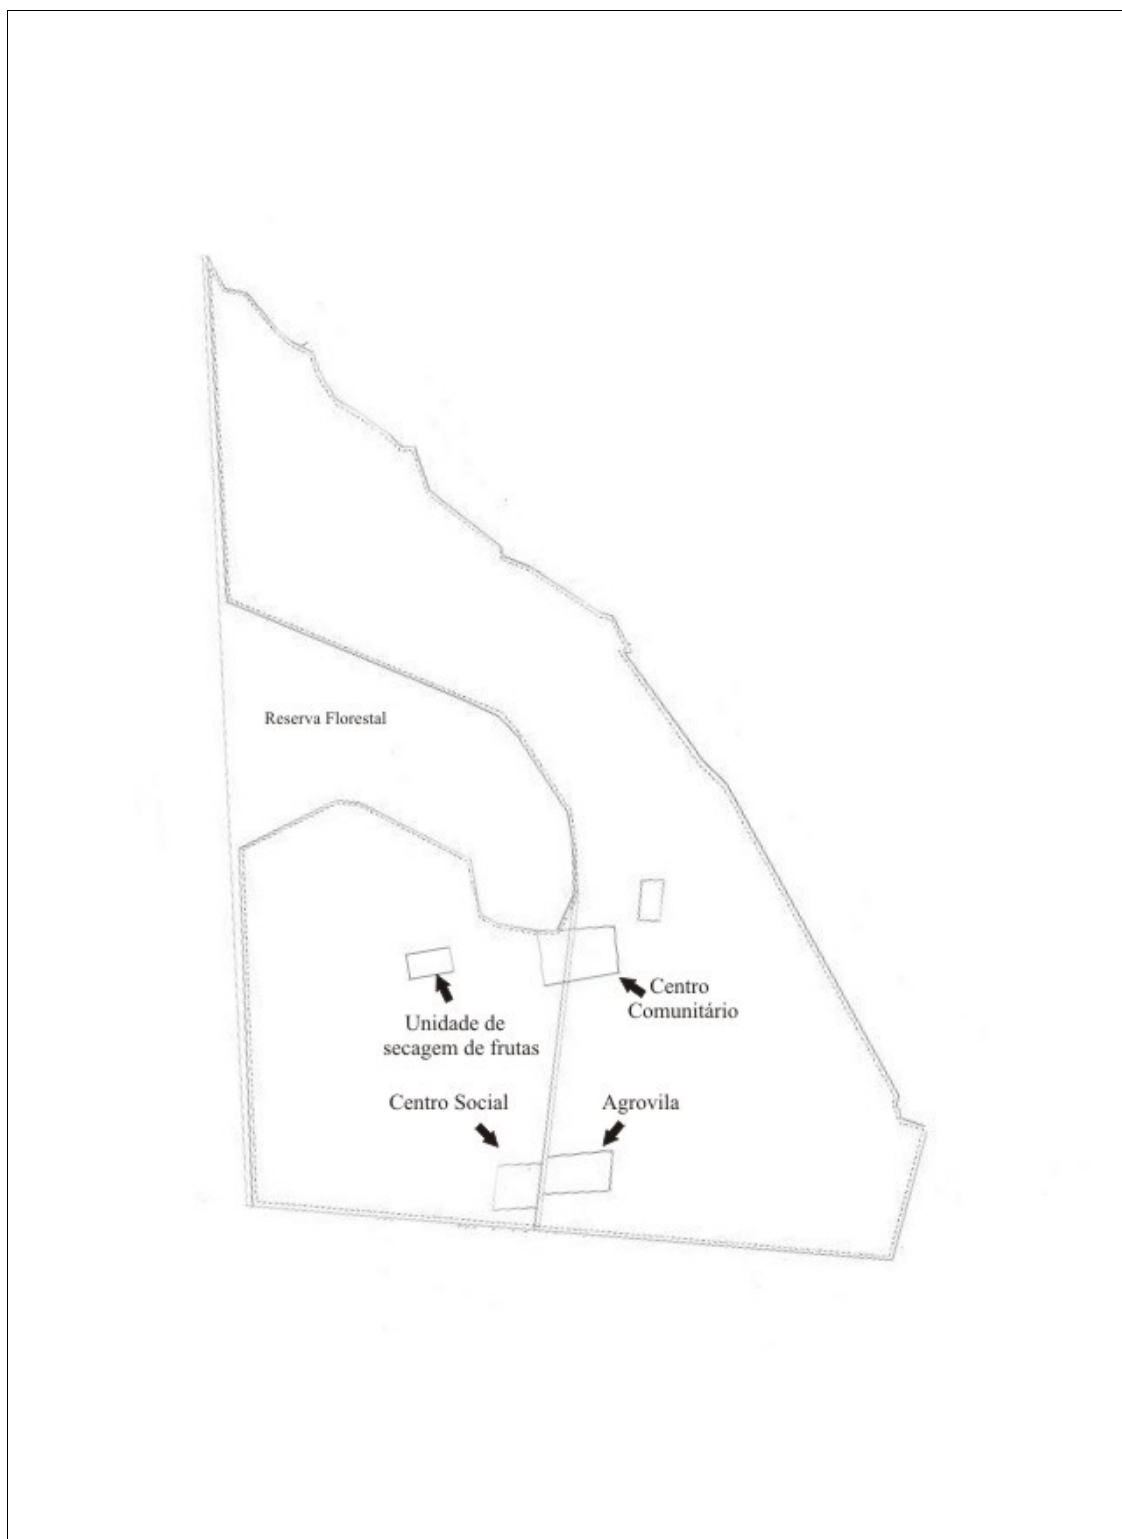 Reserva Florestal
Centro
Comunitário
Unidade de
secagem de frutas
Centro Social
Agrovila